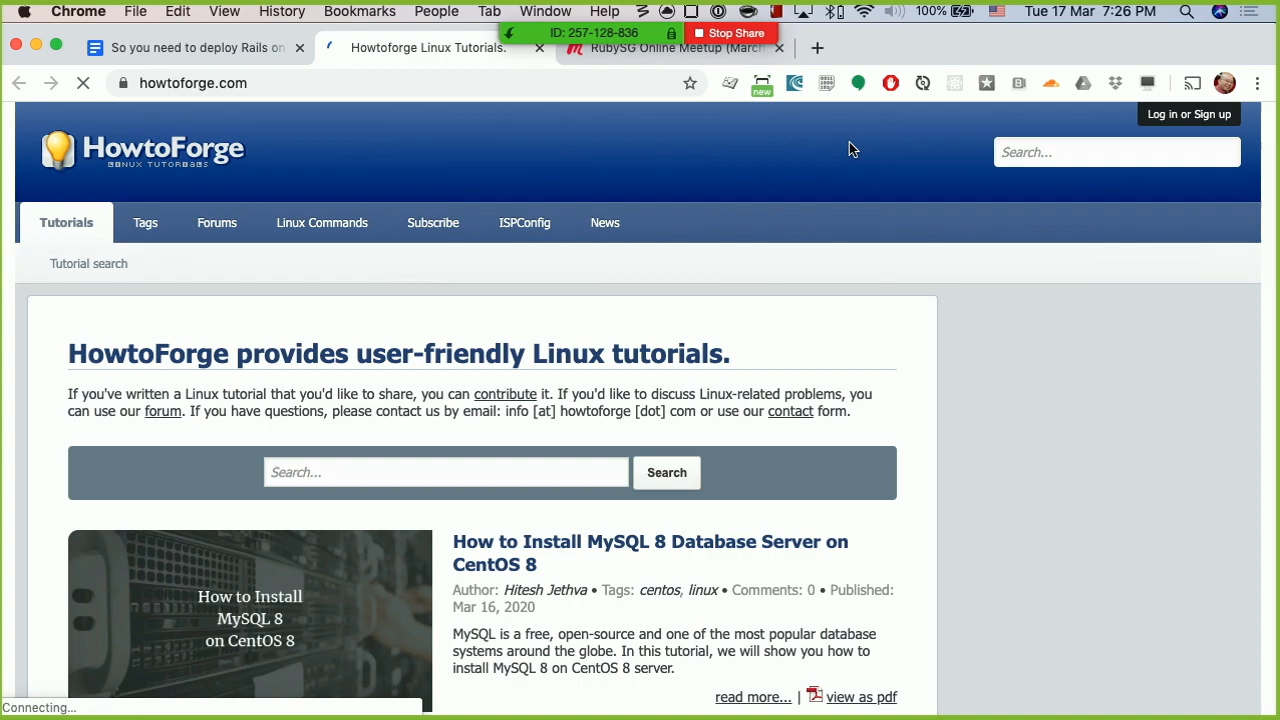 Chrome File Edit View History Bookmarks People Tab Window Help 100% Tue 17 Mar 7:26 PM
ID: 257-128-836 Stop Share
So you need to deploy Rails on Howtoforge Linux Tutorials. RubySG Online Meetup (March
howtoforge.com
new
Log in or Sign up
HowtoForge
LINUX TUTORIALS
Search...
Tutorials Tags Forums Linux Commands Subscribe ISPConfig News
Tutorial search
HowtoForge provides user-friendly Linux tutorials.
If you've written a Linux tutorial that you'd like to share, you can contribute it. If you'd like to discuss Linux-related problems, you
can use our forum. If you have questions, please contact us by email: info [at] howtoforge [dot] com or use our contact form.
Search... Search
How to Install
MySQL 8
on CentOS 8
How to Install MySQL 8 Database Server on
CentOS 8
Author: Hitesh Jethva • Tags: centos, linux • Comments: 0 • Published:
Mar 16, 2020
MySQL is a free, open-source and one of the most popular database
systems around the globe. In this tutorial, we will show you how to
install MySQL 8 on CentOS 8 server.
read more... | view as pdf
Connecting...